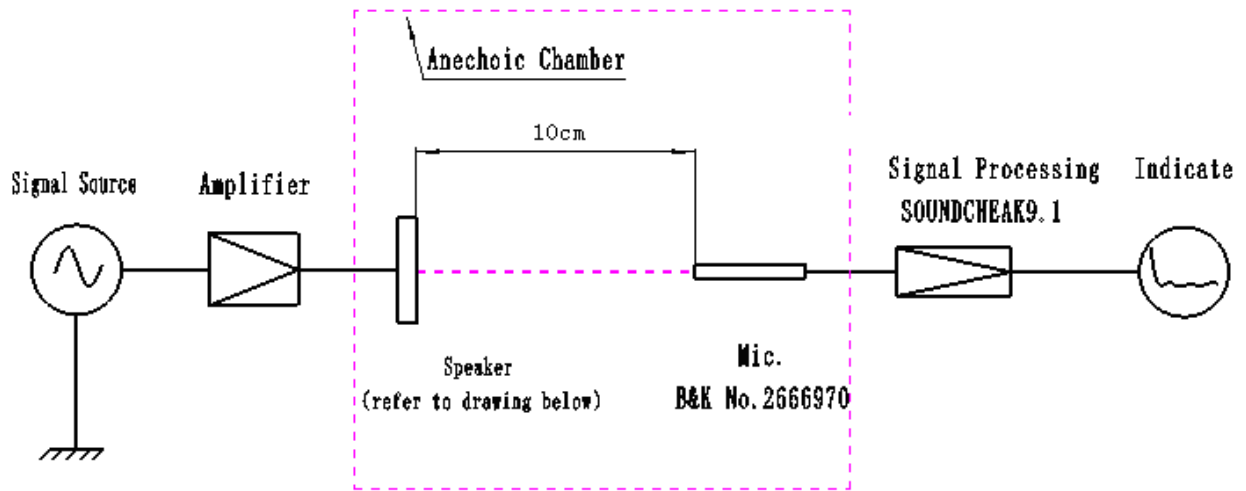 Anechoic Chamber
10cm
Signal Source
Amplifier
Signal Processing
SOUNDCHEAK9.1
Indicate
Speaker
(refer to drawing below)
Mic.
B&K No.2666970